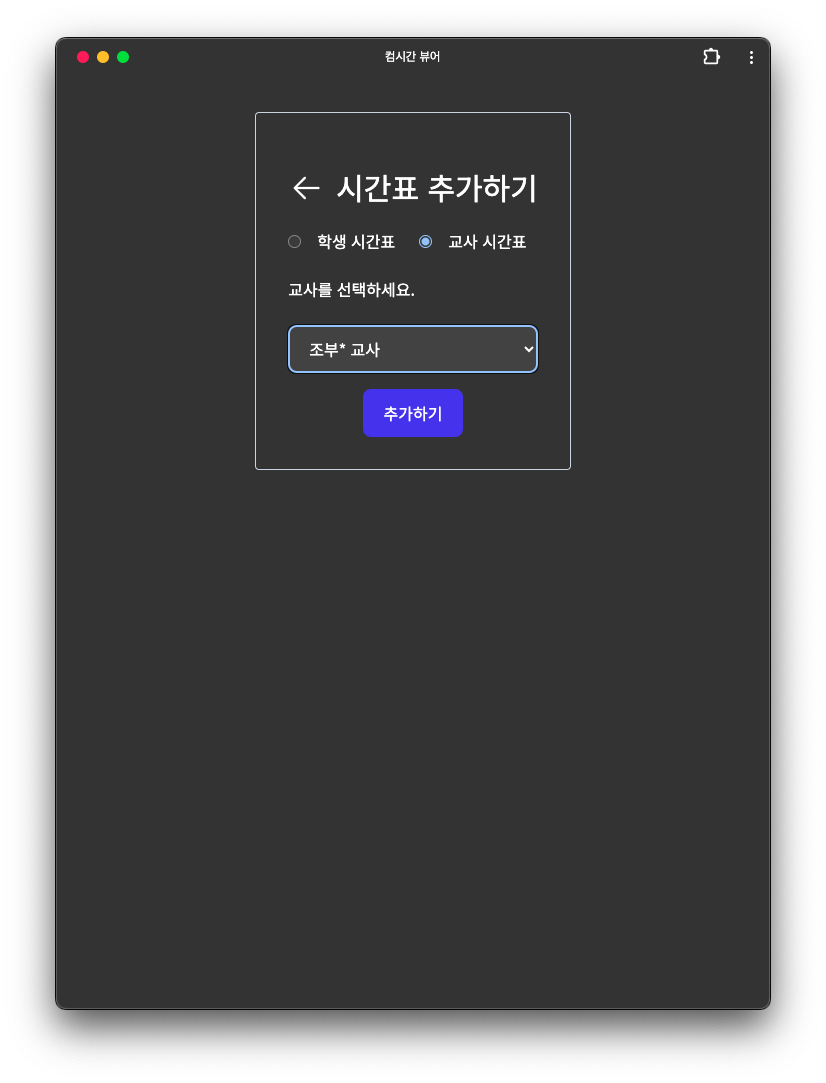 컴시간 뷰어
시간표 추가하기
학생 시간표 교사 시간표
교사를 선택하세요.
조부* 교사
추가하기